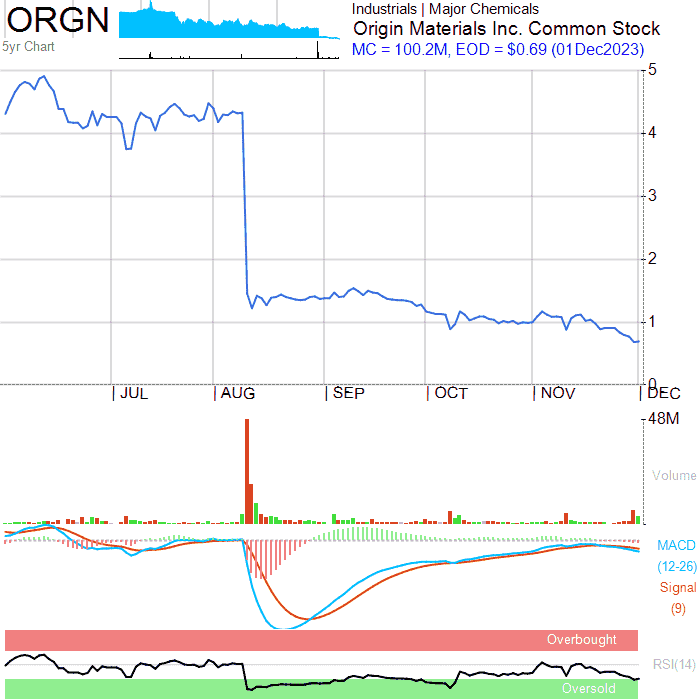 ORGN
5yr Chart
Industrials | Major Chemicals
Origin Materials Inc. Common Stock
MC = 100.2M, EOD = $0.69 (01Dec2023)
5
4
3
2
1
0
JUL AUG SEP OCT NOV DEC
48M
Volume
MACD
(12-26)
Signal
(9)
Overbought
RSI(14)
Oversold